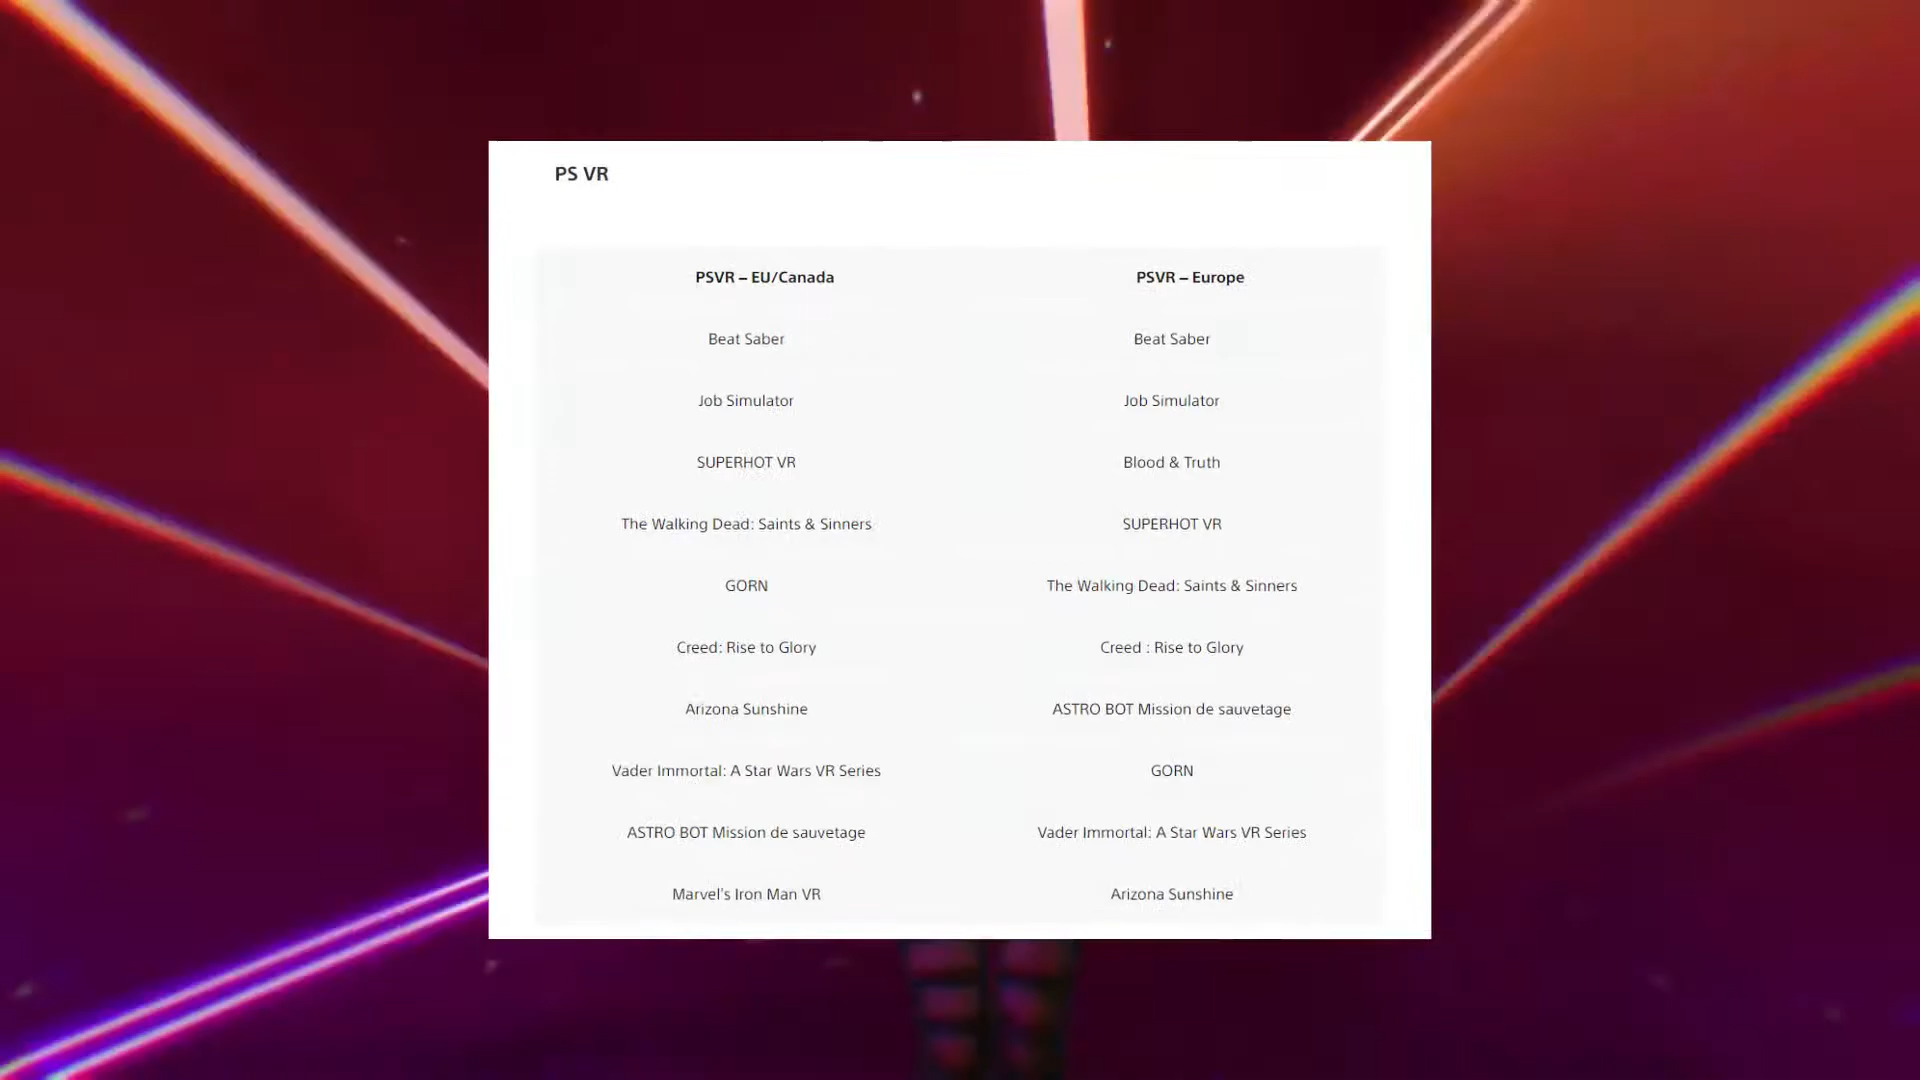 PS VR
PSVR – EU/Canada PSVR – Europe
Beat Saber Beat Saber
Job Simulator Job Simulator
SUPERHOT VR Blood & Truth
The Walking Dead: Saints & Sinners SUPERHOT VR
GORN The Walking Dead: Saints & Sinners
Creed: Rise to Glory Creed : Rise to Glory
Arizona Sunshine ASTRO BOT Mission de sauvetage
Vader Immortal: A Star Wars VR Series GORN
ASTRO BOT Mission de sauvetage Vader Immortal: A Star Wars VR Series
Marvel's Iron Man VR Arizona Sunshine